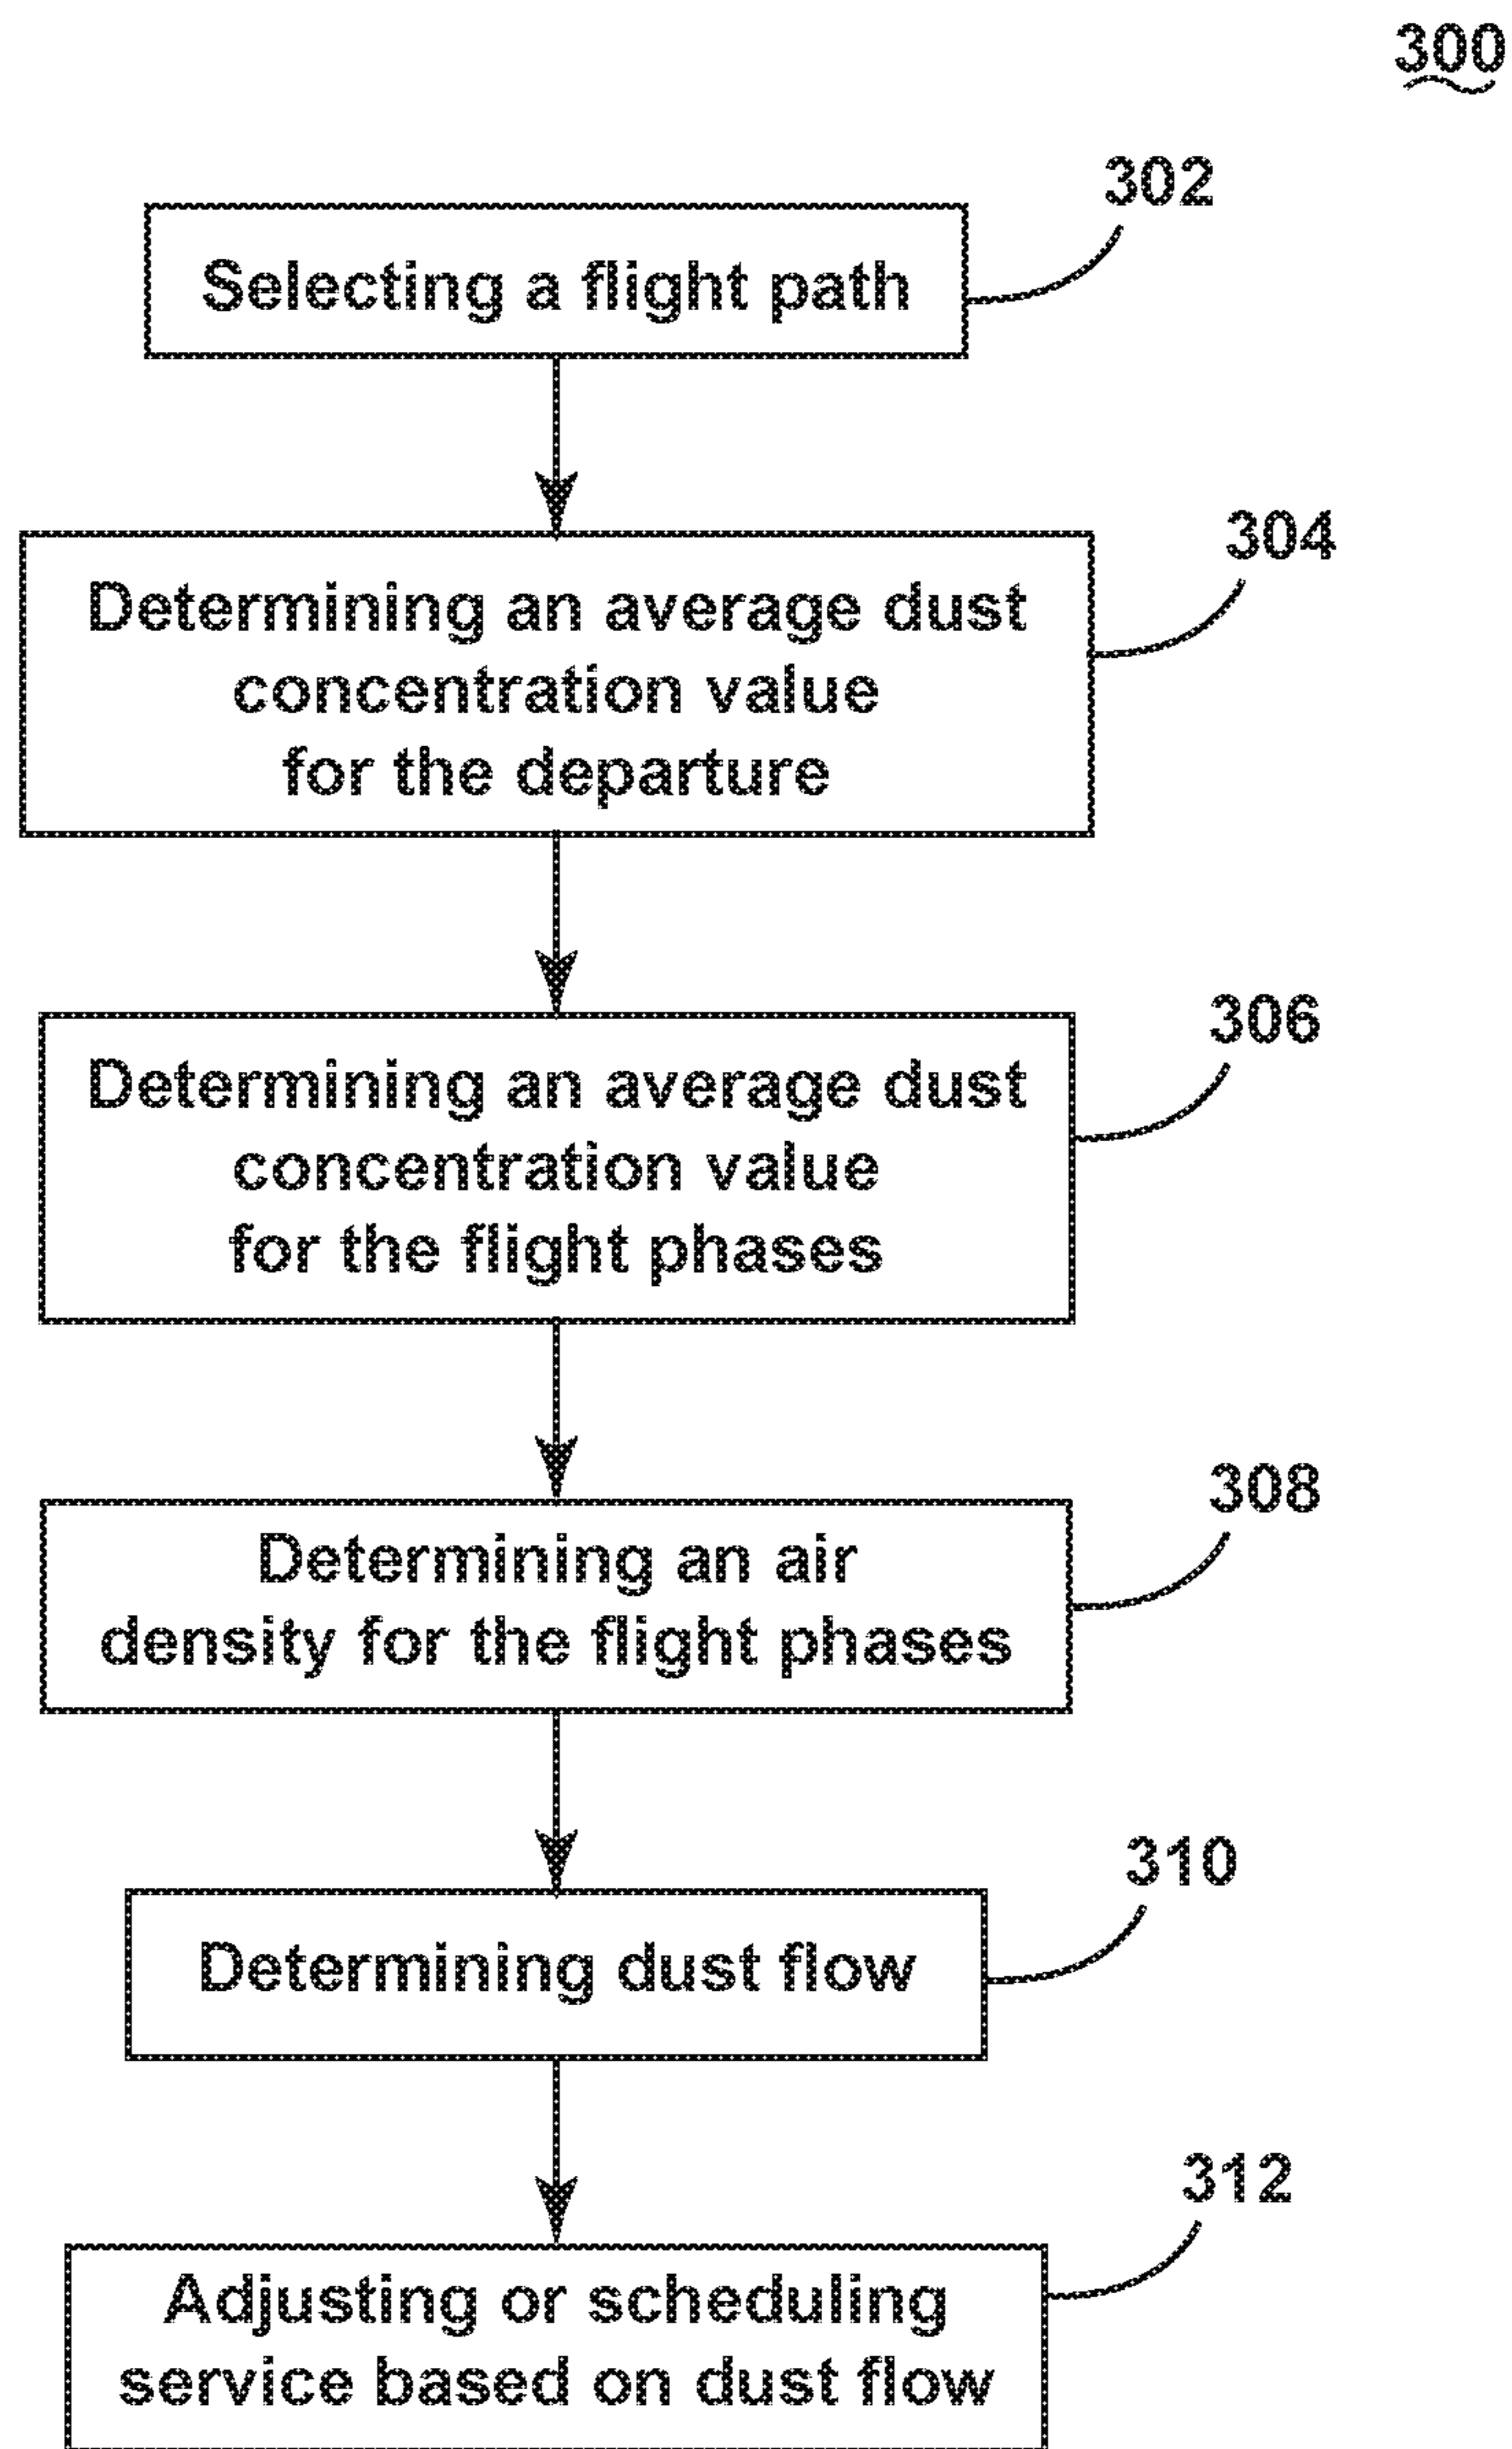 300
302
Selecting a flight path
304
Determining an average dust
concentration value
for the departure
306
Determining an average dust
concentration value
for the flight phases
308
Determining an air
density for the flight phases
310
Determining dust flow
312
Adjusting or scheduling
service based on dust flow